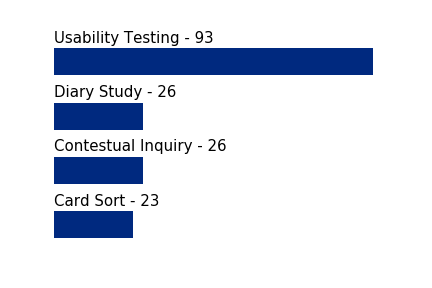 Usability Testing - 93
Diary Study - 26
Contestual Inquiry - 26
Card Sort - 23